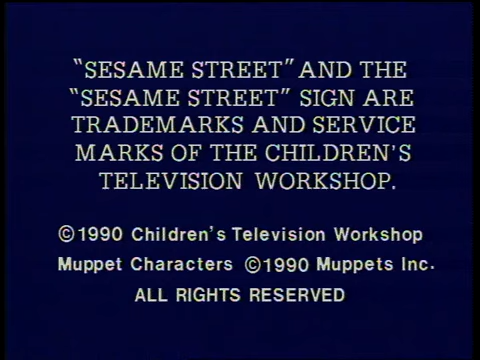 "SESAME STREET" AND THE
"SESAME STREET" SIGN ARE
TRADEMARKS AND SERVICE
MARKS OF THE CHILDREN'S
TELEVISION WORKSHOP.
©1990 Children's Television Workshop
Muppet Characters ©1990 Muppets Inc.
ALL RIGHTS RESERVED